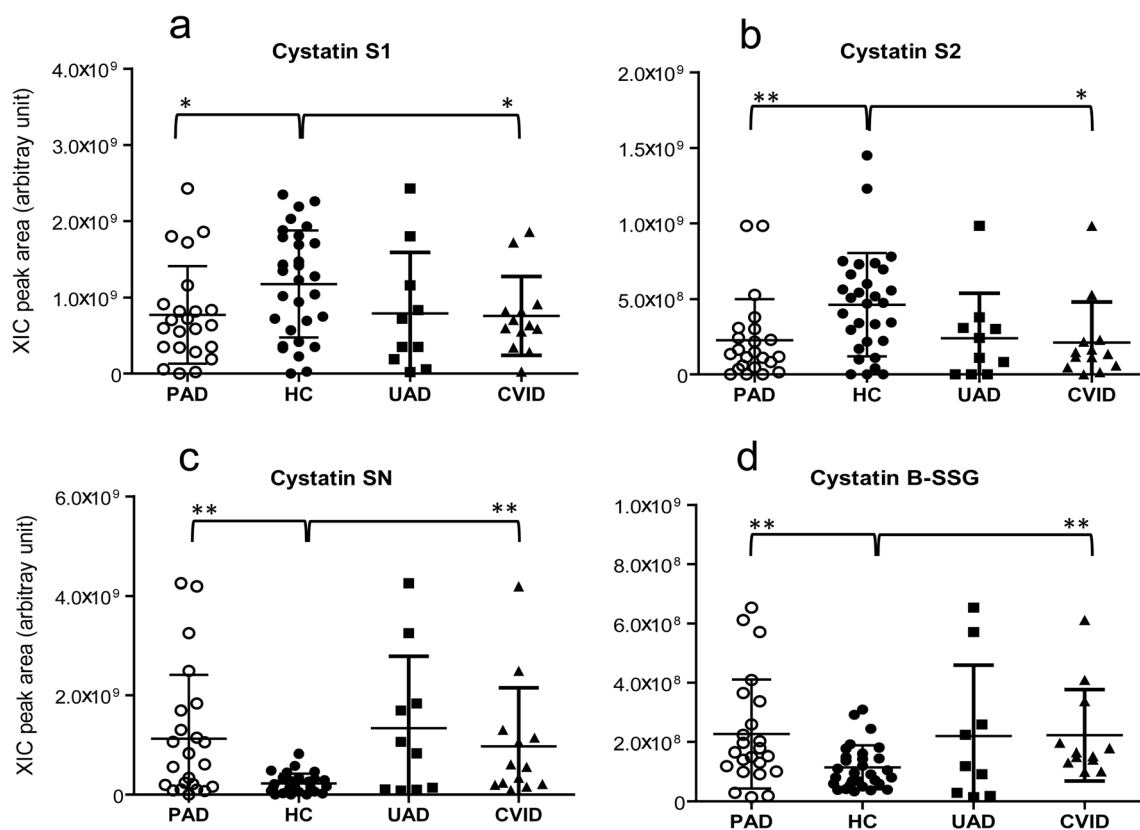 a
Cystatin S1
XIC peak area (arbitray unit)
4.0x10⁹
3.0x10⁹
2.0x10⁹
1.0x10⁹
0
* *
PAD HC UAD CVID
b
Cystatin S2
2.0x10⁹
1.5x10⁹
1.0x10⁹
5.0x10⁸
0
** *
PAD HC UAD CVID
c
Cystatin SN
XIC peak area (arbitray unit)
6.0x10⁹
4.0x10⁹
2.0x10⁹
0
** **
PAD HC UAD CVID
d
Cystatin B-SSG
1.0x10⁹
8.0x10⁸
6.0x10⁸
4.0x10⁸
2.0x10⁸
0
** **
PAD HC UAD CVID